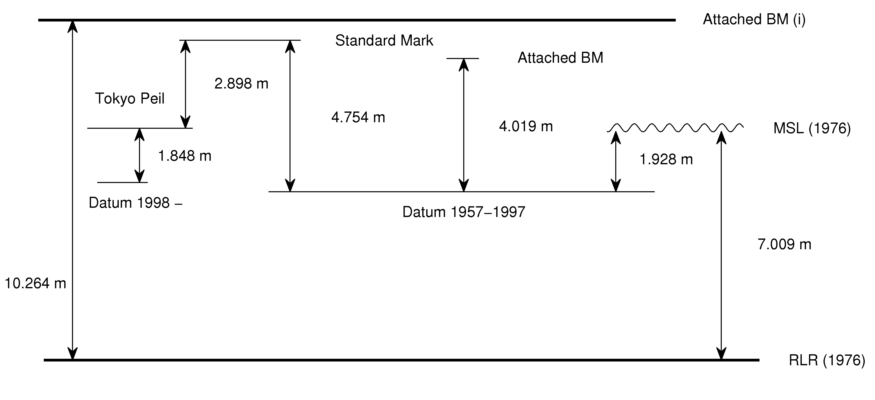 Attached BM (i)
Standard Mark
Attached BM
2.898 m
Tokyo Peil
4.754 m
4.019 m
MSL (1976)
1.848 m
1.928 m
Datum 1998 –
Datum 1957–1997
7.009 m
10.264 m
RLR (1976)